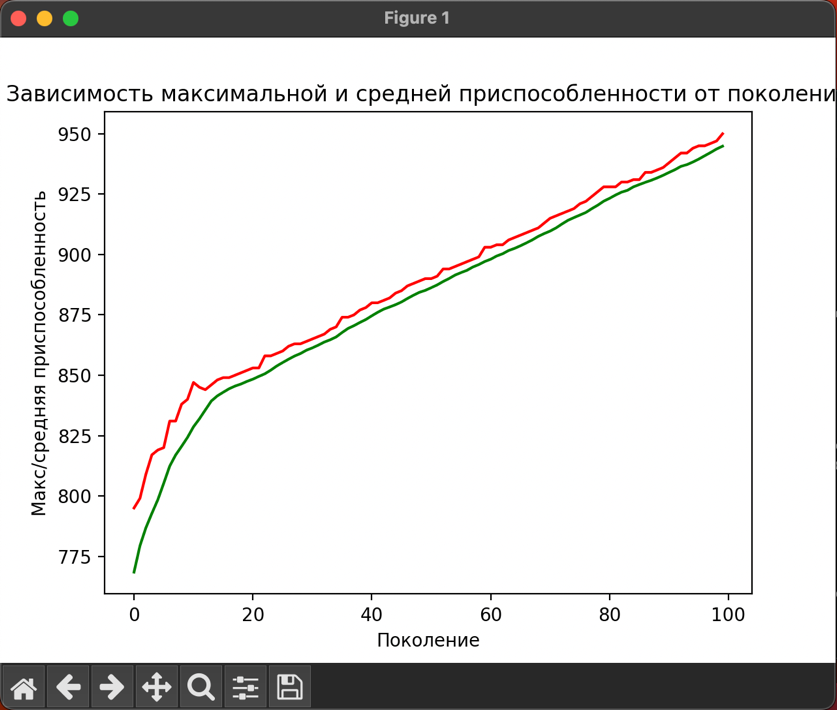 Figure 1
Зависимость максимальной и средней приспособленности от поколени
950
925
900
875
850
825
800
775
Макс/средняя приспособленность
0 20 40 60 80 100
Поколение